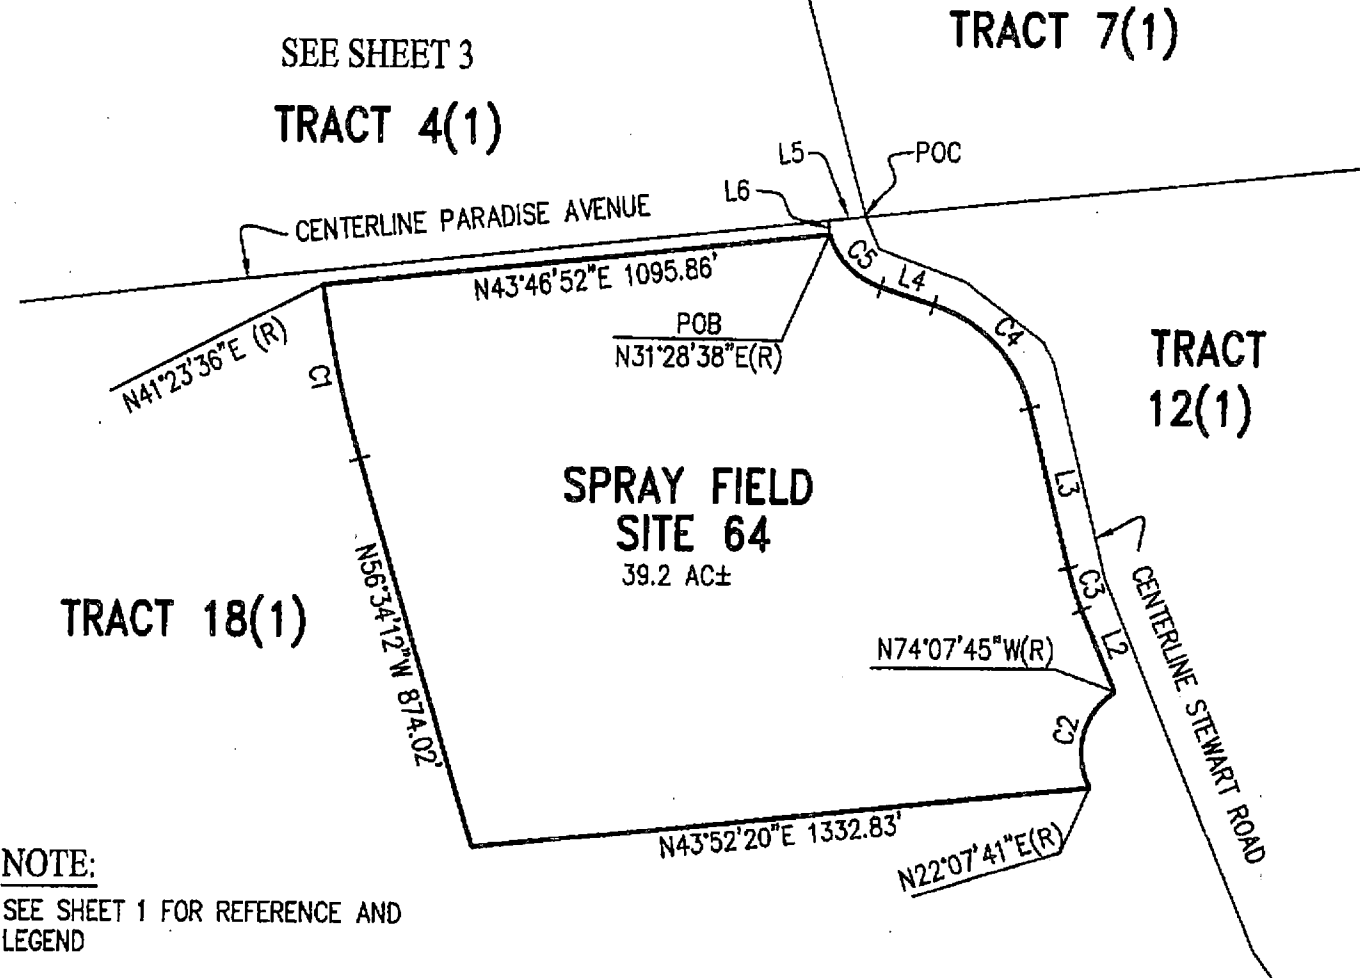 SEE SHEET 3
TRACT 4(1)
TRACT 7(1)
L5
POC
L6
CENTERLINE PARADISE AVENUE
N43°46'52"E 1095.86'
C5
L4
POB
N31°28'38"E(R)
C4
N41°23'36"E (R)
C1
TRACT
12(1)
L3
SPRAY FIELD
SITE 64
39.2 AC±
N56°34'12"W 874.02'
C3
CENTERLINE STEWART ROAD
TRACT 18(1)
L2
N74°07'45"W(R)
C2
N43°52'20"E 1332.83'
N22°07'41"E(R)
NOTE:
SEE SHEET 1 FOR REFERENCE AND
LEGEND